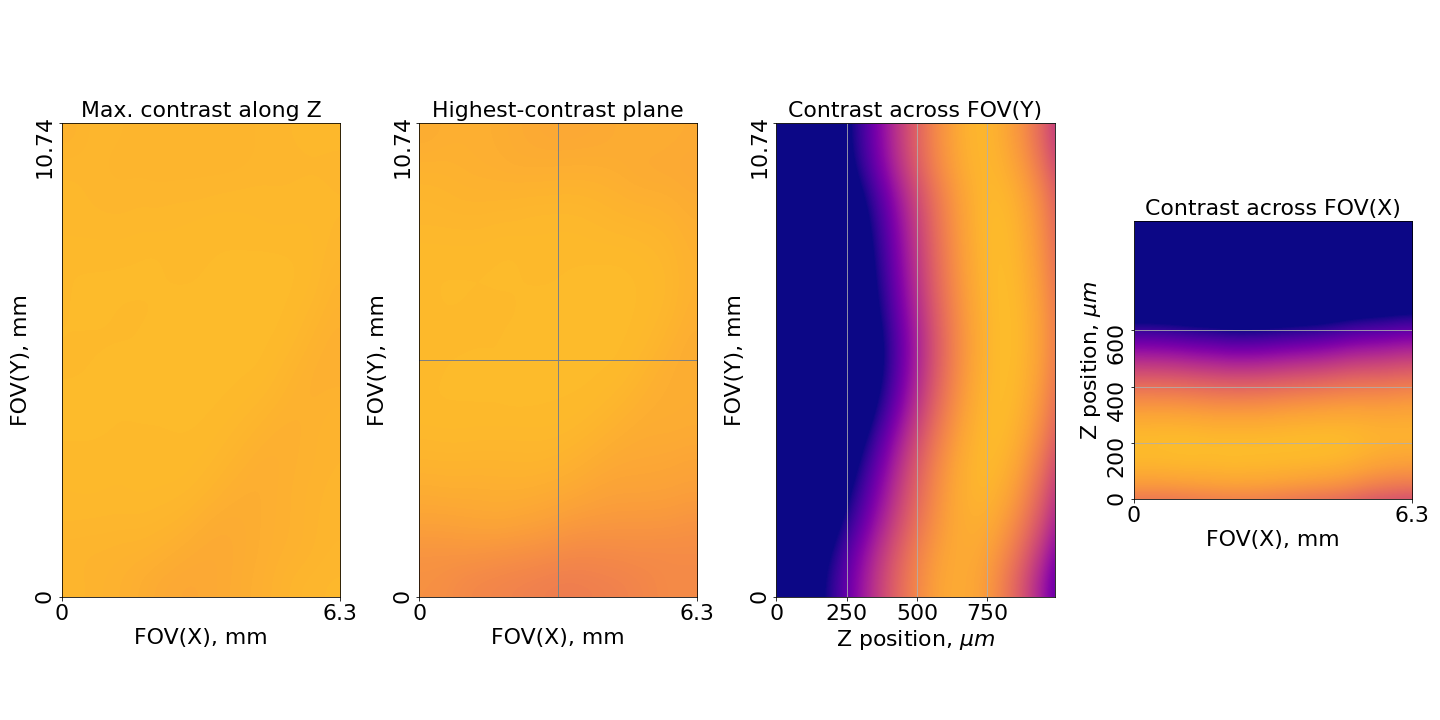 Max. contrast along Z
10.74
FOV(Y), mm
0
0
6.3
FOV(X), mm
Highest-contrast plane
10.74
FOV(Y), mm
0
0
6.3
FOV(X), mm
Contrast across FOV(Y)
10.74
FOV(Y), mm
0
0
250
500
750
Z position, μm
Contrast across FOV(X)
Z position, μm
600
400
200
0
0
6.3
FOV(X), mm